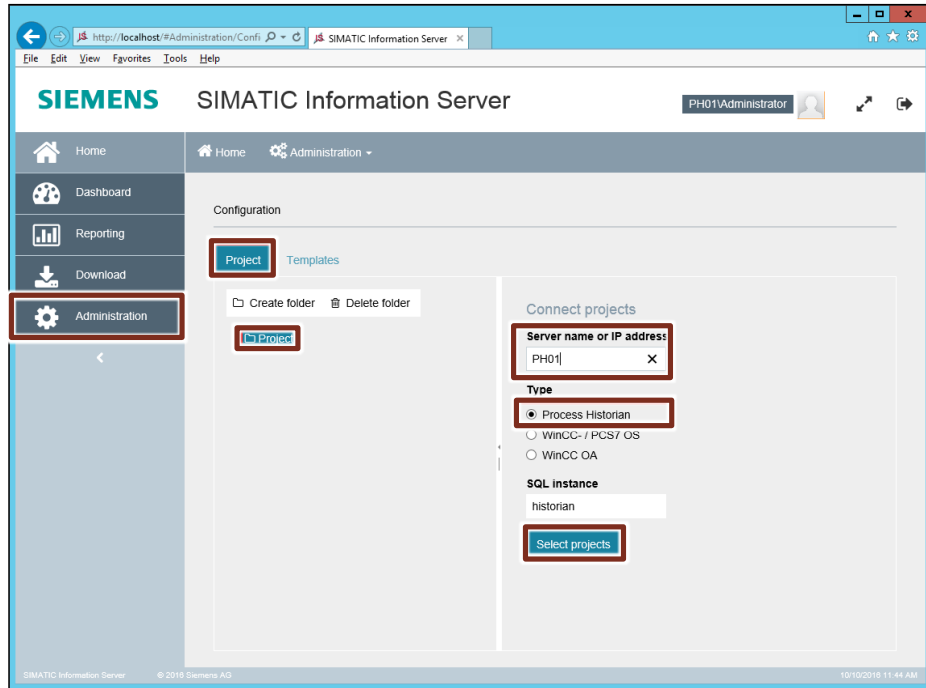 http://localhost/#Administration/Confi
SIMATIC Information Server
File Edit View Favorites Tools Help
SIEMENS
SIMATIC Information Server
PH01\Administrator
Home
Home
Administration
Dashboard
Configuration
Reporting
Project
Templates
Download
Create folder
Delete folder
Connect projects
Administration
Project
Server name or IP address
PH01
Type
Process Historian
WinCC- / PCS7 OS
WinCC OA
SQL instance
historian
Select projects
SIMATIC Information Server
© 2016 Siemens AG
10/10/2016 11:44 AM